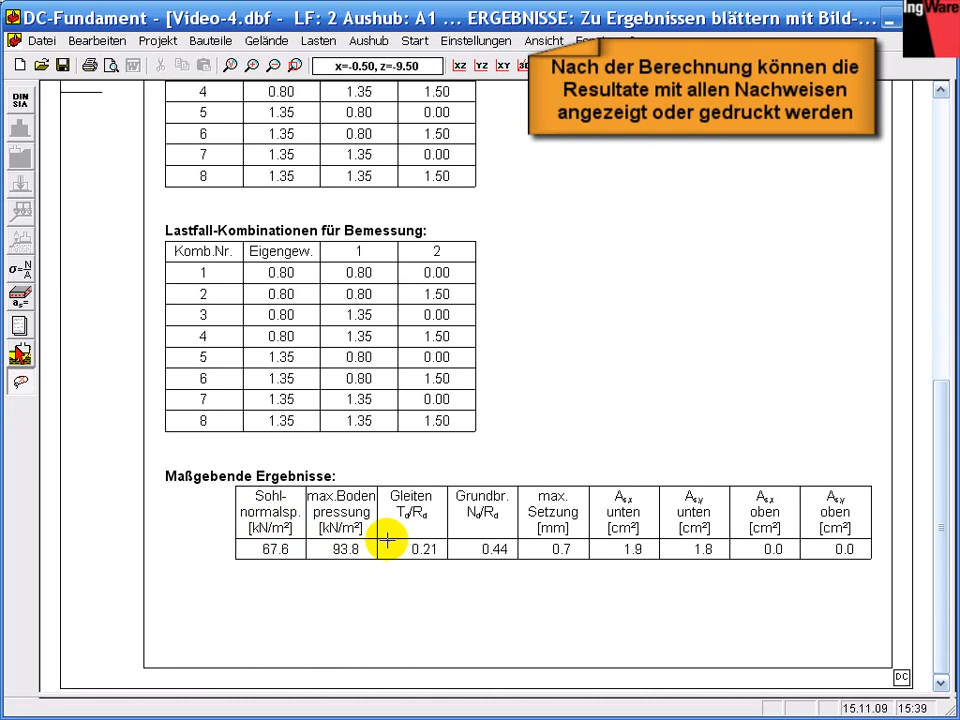 DC-Fundament - [Video-4.dbf - LF: 2 Aushub: A1 ... ERGEBNISSE: Zu Ergebnissen blättern mit Bild-...
IngWare
Datei Bearbeiten Projekt Bauteile Gelände Lasten Aushub Start Einstellungen Ansicht
x=-0.50, z=-9.50 XZ YZ XY
Nach der Berechnung können die
Resultate mit allen Nachweisen
angezeigt oder gedruckt werden
DIN
SIA
σ=N/A
as=
4 0.80 1.35 1.50
5 1.35 0.80 0.00
6 1.35 0.80 1.50
7 1.35 1.35 0.00
8 1.35 1.35 1.50
Lastfall-Kombinationen für Bemessung:
Komb.Nr. Eigengew. 1 2
1 0.80 0.80 0.00
2 0.80 0.80 1.50
3 0.80 1.35 0.00
4 0.80 1.35 1.50
5 1.35 0.80 0.00
6 1.35 0.80 1.50
7 1.35 1.35 0.00
8 1.35 1.35 1.50
Maßgebende Ergebnisse:
Sohl- max.Boden Gleiten Grundbr. max. As,x As,y As,x As,y
normalsp. pressung Td/Rd Nd/Rd Setzung unten unten oben oben
[kN/m²] [kN/m²] [mm] [cm²] [cm²] [cm²] [cm²]
67.6 93.8 0.21 0.44 0.7 1.9 1.8 0.0 0.0
DC
15.11.09 15:39